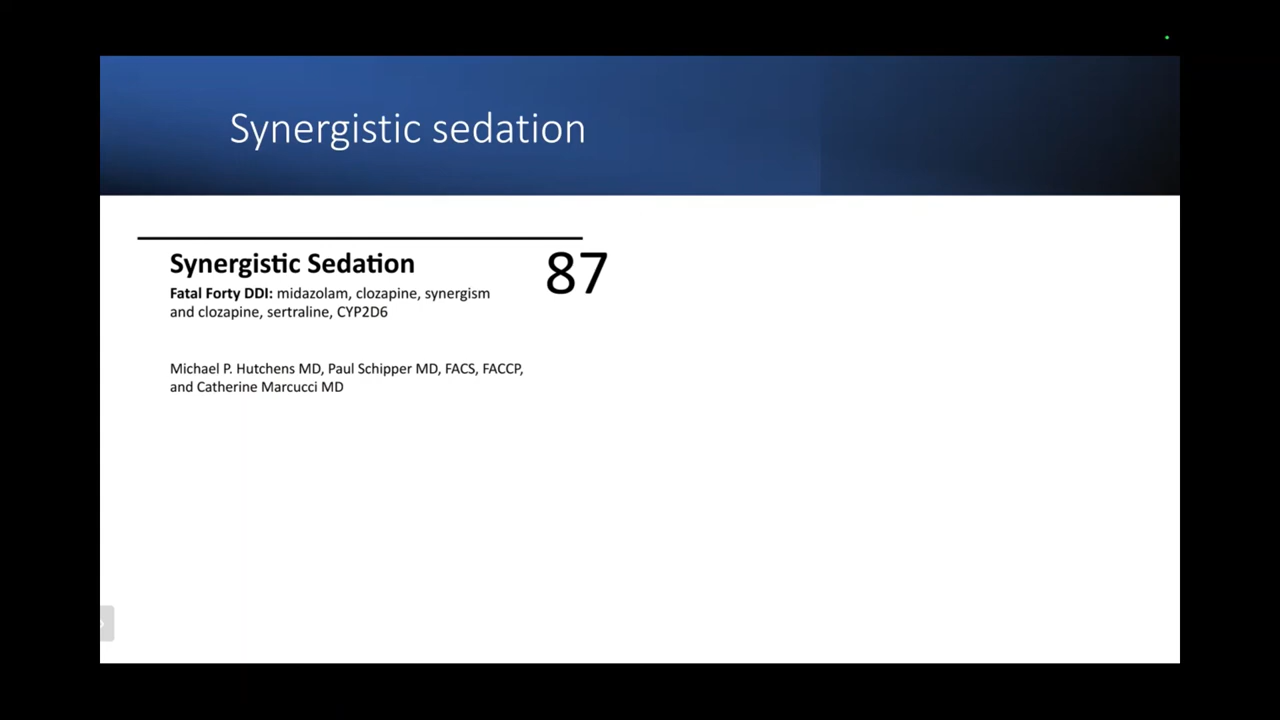 Synergistic sedation
Synergistic Sedation
87
Fatal Forty DDI: midazolam, clozapine, synergism
and clozapine, sertraline, CYP2D6
Michael P. Hutchens MD, Paul Schipper MD, FACS, FACCP,
and Catherine Marcucci MD